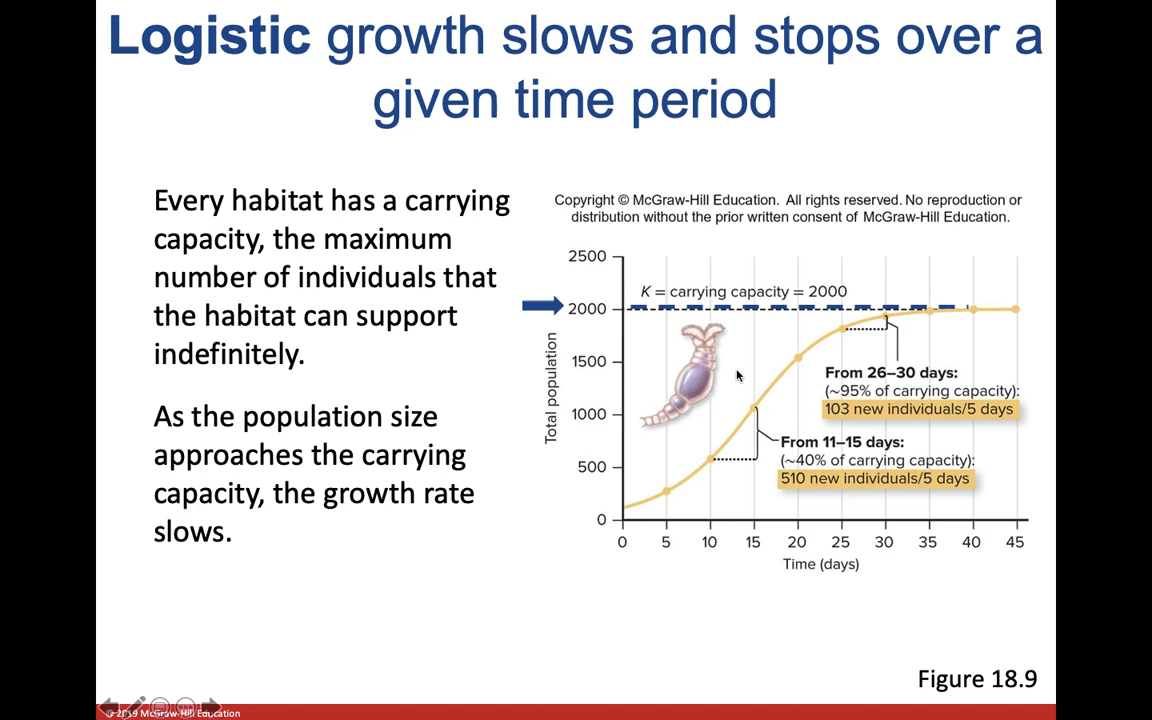 Logistic growth slows and stops over a
given time period
Every habitat has a carrying
capacity, the maximum
number of individuals that
the habitat can support
indefinitely.
As the population size
approaches the carrying
capacity, the growth rate
slows.
Copyright © McGraw-Hill Education. All rights reserved. No reproduction or
distribution without the prior written consent of McGraw-Hill Education.
2500
2000
1500
1000
500
0
Total population
K = carrying capacity = 2000
From 26–30 days:
(~95% of carrying capacity):
103 new individuals/5 days
From 11–15 days:
(~40% of carrying capacity):
510 new individuals/5 days
0 5 10 15 20 25 30 35 40 45
Time (days)
Figure 18.9
© 2019 McGraw-Hill Education